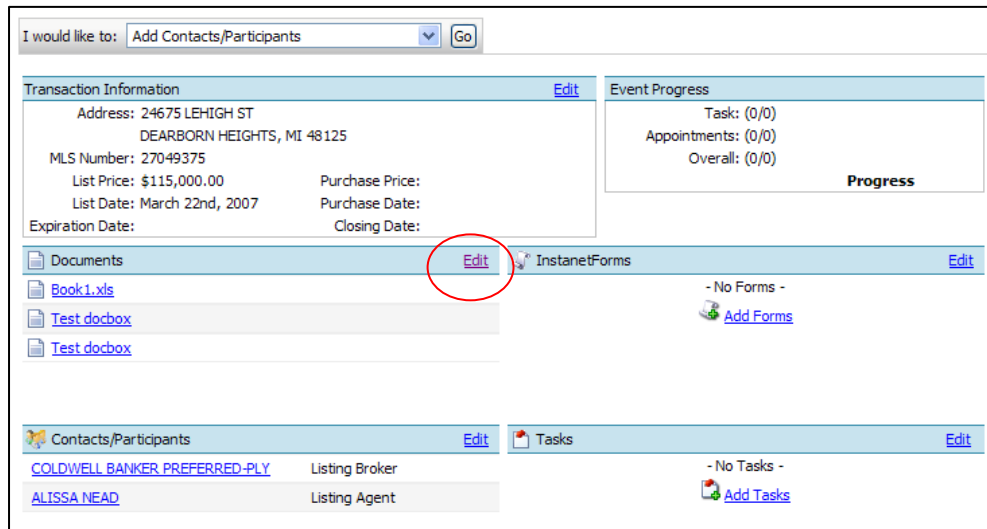 I would like to: Add Contacts/Participants Go
Transaction Information Edit
Address: 24675 LEHIGH ST
DEARBORN HEIGHTS, MI 48125
MLS Number: 27049375
List Price: $115,000.00 Purchase Price:
List Date: March 22nd, 2007 Purchase Date:
Expiration Date: Closing Date:
Event Progress
Task: (0/0)
Appointments: (0/0)
Overall: (0/0)
Progress
Documents Edit
Book1.xls
Test docbox
Test docbox
InstanetForms Edit
- No Forms -
Add Forms
Contacts/Participants Edit
COLDWELL BANKER PREFERRED-PLY Listing Broker
ALISSA NEAD Listing Agent
Tasks Edit
- No Tasks -
Add Tasks